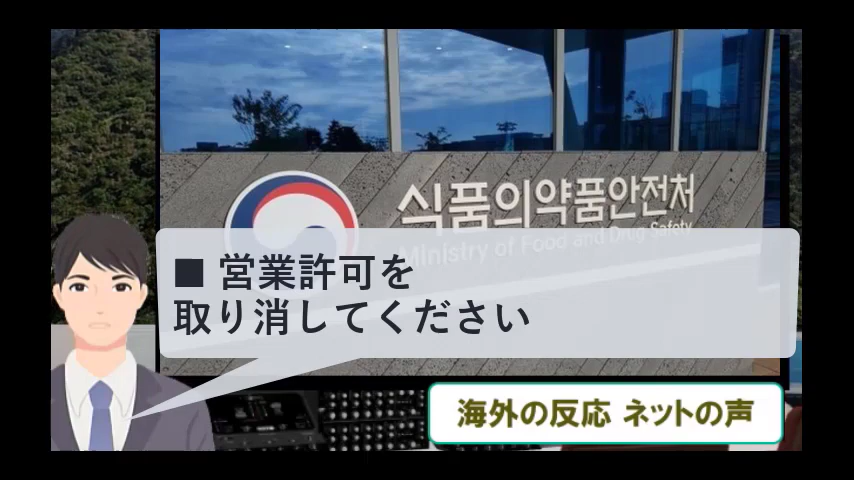 식품의약품안전처
Ministry of Food and Drug Safety
■ 営業許可を
取り消してください
海外の反応 ネットの声